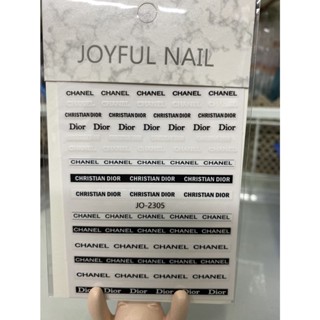 JOYFUL NAIL
CHANEL CHANEL CHANEL CHANEL CHANEL
CHRISTIAN DIOR CHRISTIAN DIOR CHRISTIAN DIOR CHRISTIAN DIOR
Dior Dior Dior Dior Dior Dior
CHANEL CHANEL CHANEL CHANEL CHANEL
CHRISTIAN DIOR CHRISTIAN DIOR CHRISTIAN DIOR
CHRISTIAN DIOR CHRISTIAN DIOR CHRISTIAN DIOR
JO-2305
CHANEL CHANEL CHANEL CHANEL CHANEL
CHANEL CHANEL CHANEL CHANEL CHANEL
CHANEL CHANEL CHANEL CHANEL
CHANEL CHANEL CHANEL CHANEL CHANEL
CHANEL CHANEL CHANEL CHANEL
Dior Dior Dior Dior Dior Dior